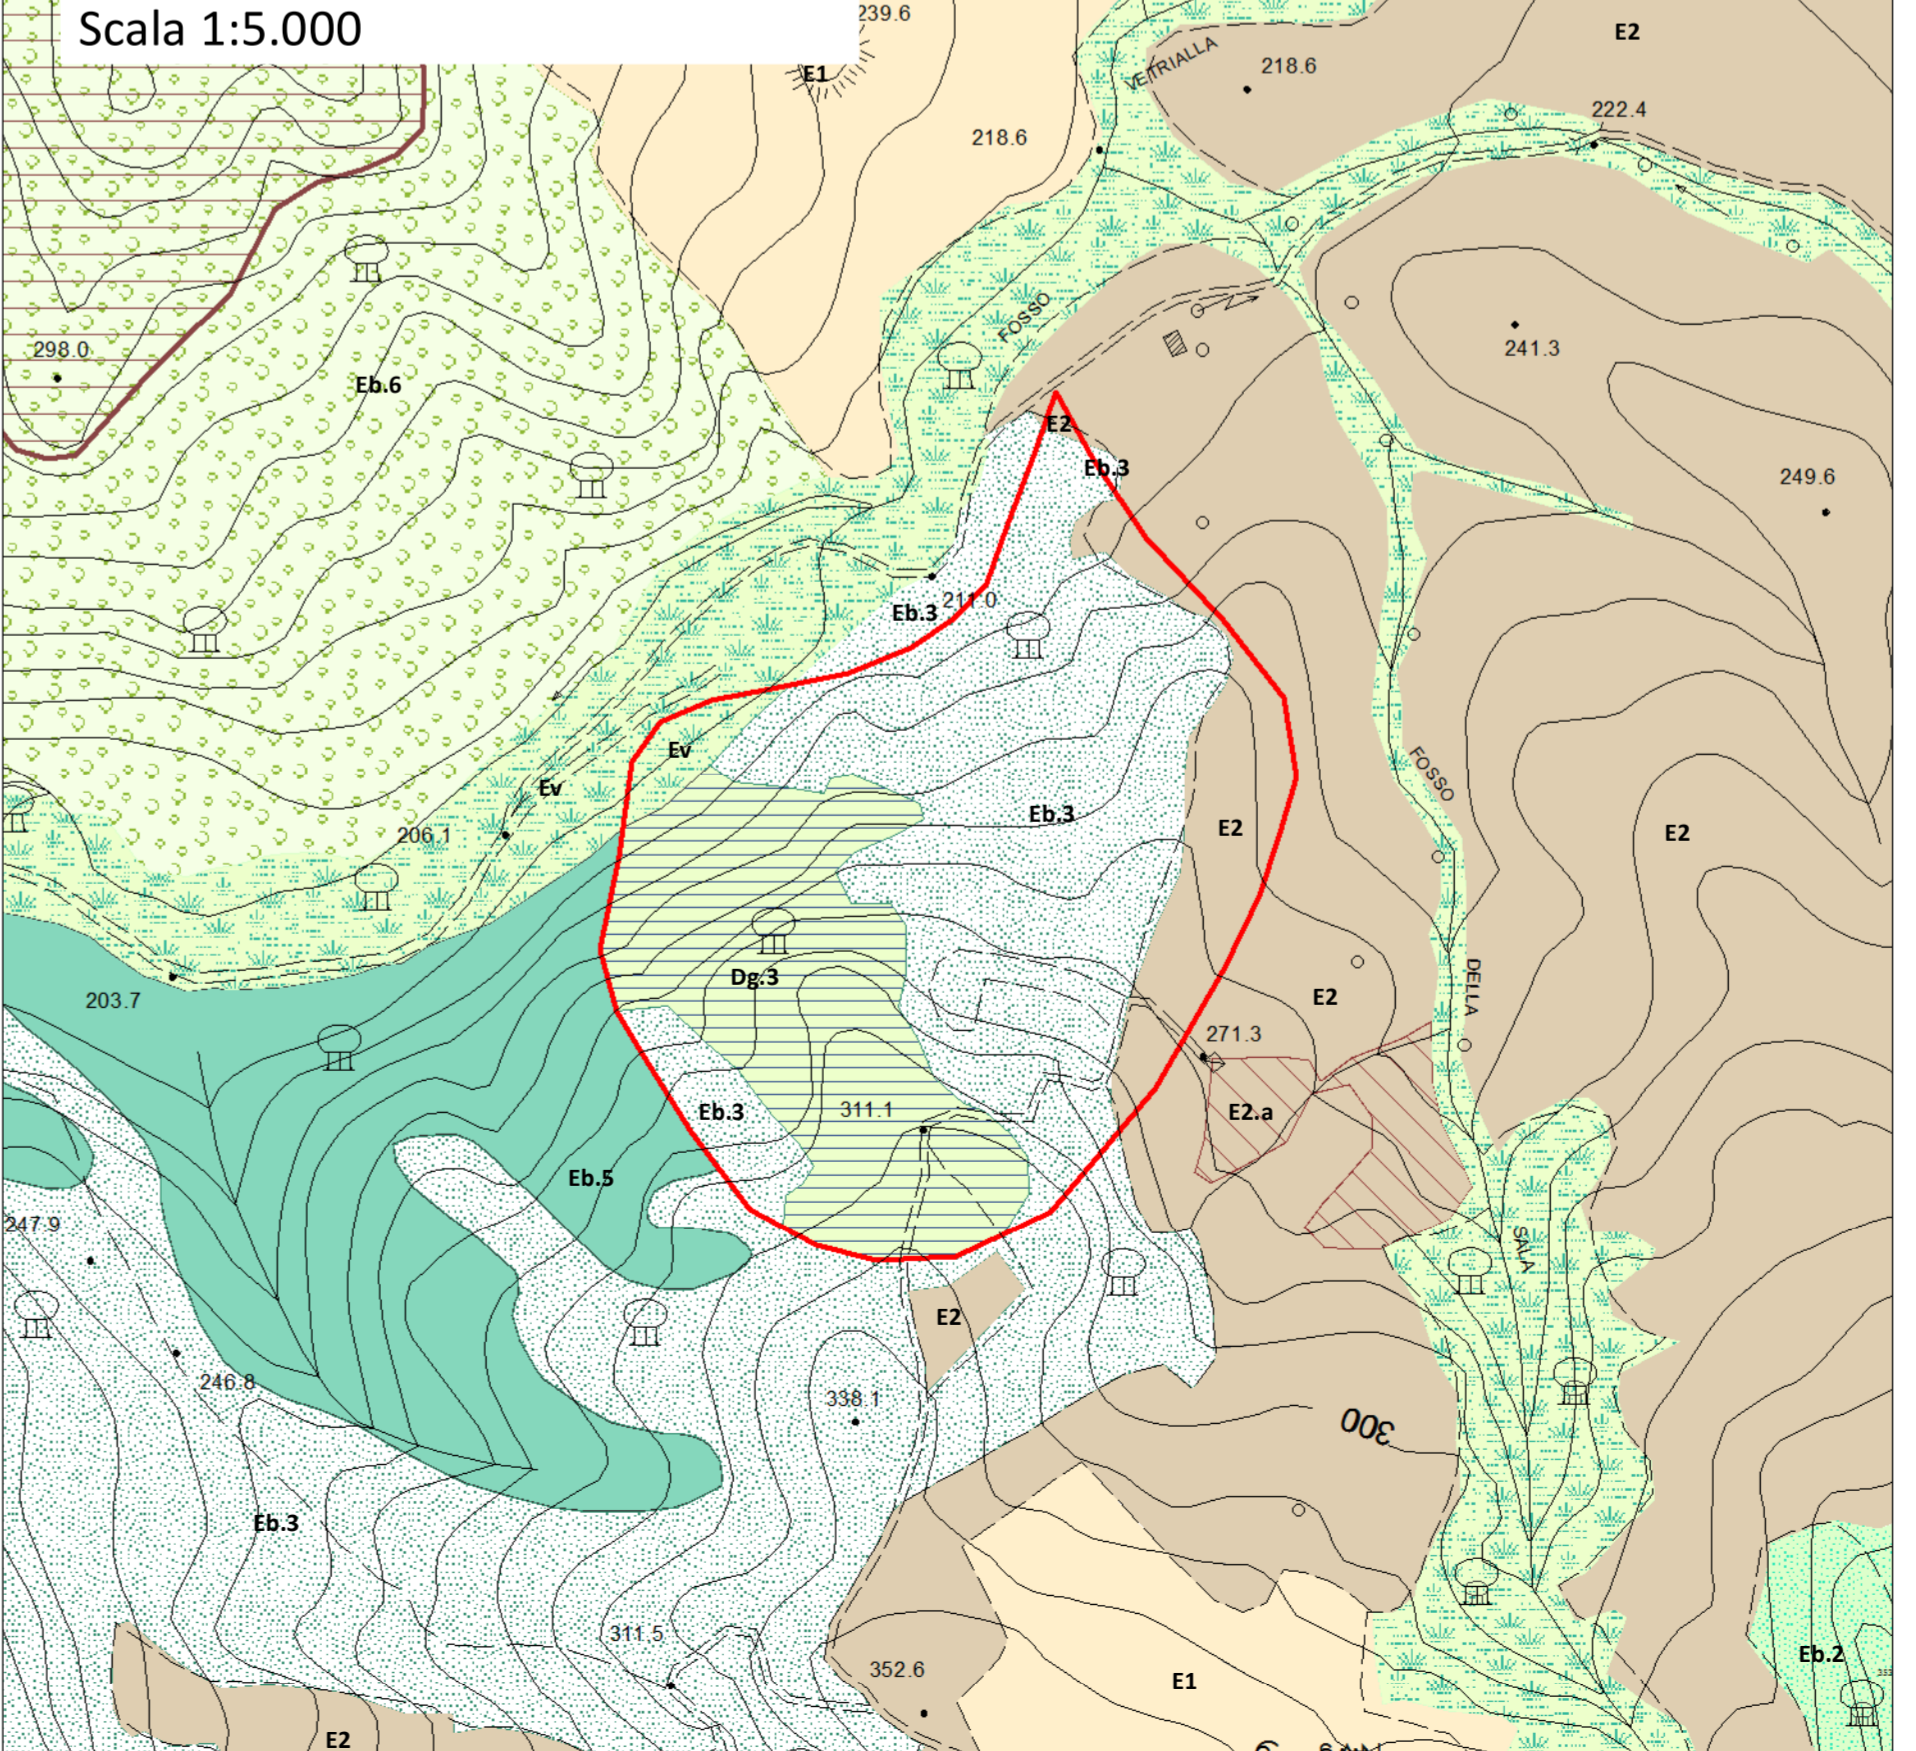 Scala 1:5.000
239.6
E2
VETRIALLA
218.6
E1
222.4
218.6
298.0
FOSSO
241.3
Eb.6
E2
Eb.3
249.6
211.0
Eb.3
Ev
FOSSO
Ev
Eb.3
E2
E2
206.1
Dg.3
DELLA
203.7
E2
271.3
Eb.3
311.1
E2.a
Eb.5
247.9
SALA
E2
246.8
338.1
300
Eb.3
311.5
352.6
E1
Eb.2
E2